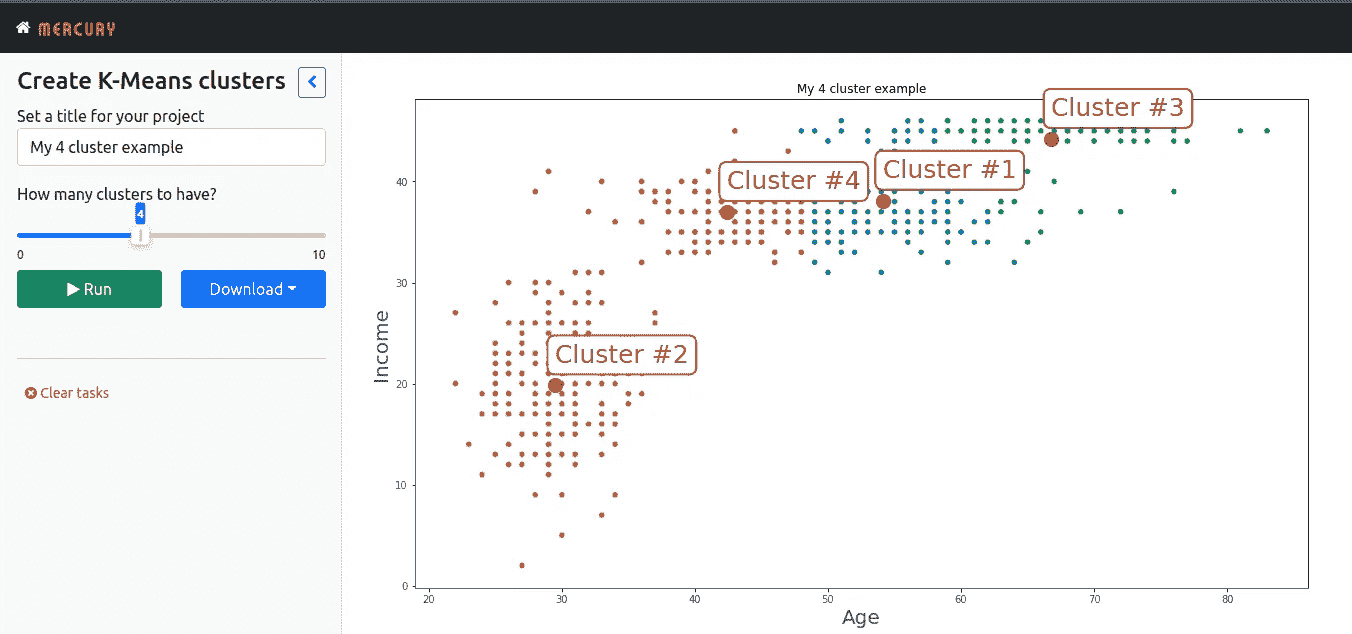 MERCURY
Create K-Means clusters
Set a title for your project
My 4 cluster example
How many clusters to have?
4
0 10
Run Download
Clear tasks
My 4 cluster example
Cluster #3
Cluster #1
Cluster #4
Cluster #2
Income
40
30
20
10
0
20 30 40 50 60 70 80
Age